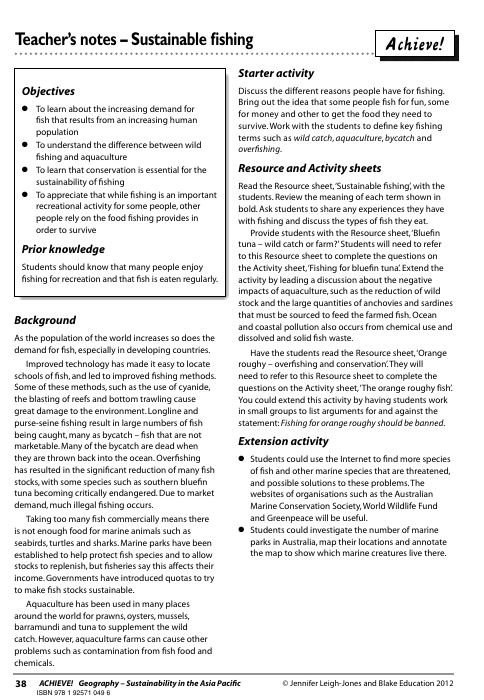 Teacher's notes – Sustainable fishing
Achieve!
Objectives
● To learn about the increasing demand for
fish that results from an increasing human
population
● To understand the difference between wild
fishing and aquaculture
● To learn that conservation is essential for the
sustainability of fishing
● To appreciate that while fishing is an important
recreational activity for some people, other
people rely on the food fishing provides in
order to survive
Prior knowledge
Students should know that many people enjoy
fishing for recreation and that fish is eaten regularly.
Background
As the population of the world increases so does the
demand for fish, especially in developing countries.
Improved technology has made it easy to locate
schools of fish, and led to improved fishing methods.
Some of these methods, such as the use of cyanide,
the blasting of reefs and bottom trawling cause
great damage to the environment. Longline and
purse-seine fishing result in large numbers of fish
being caught, many as bycatch – fish that are not
marketable. Many of the bycatch are dead when
they are thrown back into the ocean. Overfishing
has resulted in the significant reduction of many fish
stocks, with some species such as southern bluefin
tuna becoming critically endangered. Due to market
demand, much illegal fishing occurs.
Taking too many fish commercially means there
is not enough food for marine animals such as
seabirds, turtles and sharks. Marine parks have been
established to help protect fish species and to allow
stocks to replenish, but fisheries say this affects their
income. Governments have introduced quotas to try
to make fish stocks sustainable.
Aquaculture has been used in many places
around the world for prawns, oysters, mussels,
barramundi and tuna to supplement the wild
catch. However, aquaculture farms can cause other
problems such as contamination from fish food and
chemicals.
Starter activity
Discuss the different reasons people have for fishing.
Bring out the idea that some people fish for fun, some
for money and other to get the food they need to
survive. Work with the students to define key fishing
terms such as wild catch, aquaculture, bycatch and
overfishing.
Resource and Activity sheets
Read the Resource sheet, 'Sustainable fishing', with the
students. Review the meaning of each term shown in
bold. Ask students to share any experiences they have
with fishing and discuss the types of fish they eat.
Provide students with the Resource sheet, 'Bluefin
tuna – wild catch or farm?' Students will need to refer
to this Resource sheet to complete the questions on
the Activity sheet, 'Fishing for bluefin tuna'. Extend the
activity by leading a discussion about the negative
impacts of aquaculture, such as the reduction of wild
stock and the large quantities of anchovies and sardines
that must be sourced to feed the farmed fish. Ocean
and coastal pollution also occurs from chemical use and
dissolved and solid fish waste.
Have the students read the Resource sheet, 'Orange
roughy – overfishing and conservation'. They will
need to refer to this Resource sheet to complete the
questions on the Activity sheet, 'The orange roughy fish'.
You could extend this activity by having students work
in small groups to list arguments for and against the
statement: Fishing for orange roughy should be banned.
Extension activity
● Students could use the Internet to find more species
of fish and other marine species that are threatened,
and possible solutions to these problems. The
websites of organisations such as the Australian
Marine Conservation Society, World Wildlife Fund
and Greenpeace will be useful.
● Students could investigate the number of marine
parks in Australia, map their locations and annotate
the map to show which marine creatures live there.
38 ACHIEVE! Geography – Sustainability in the Asia Pacific
© Jennifer Leigh-Jones and Blake Education 2012
ISBN 978 1 92571 049 6